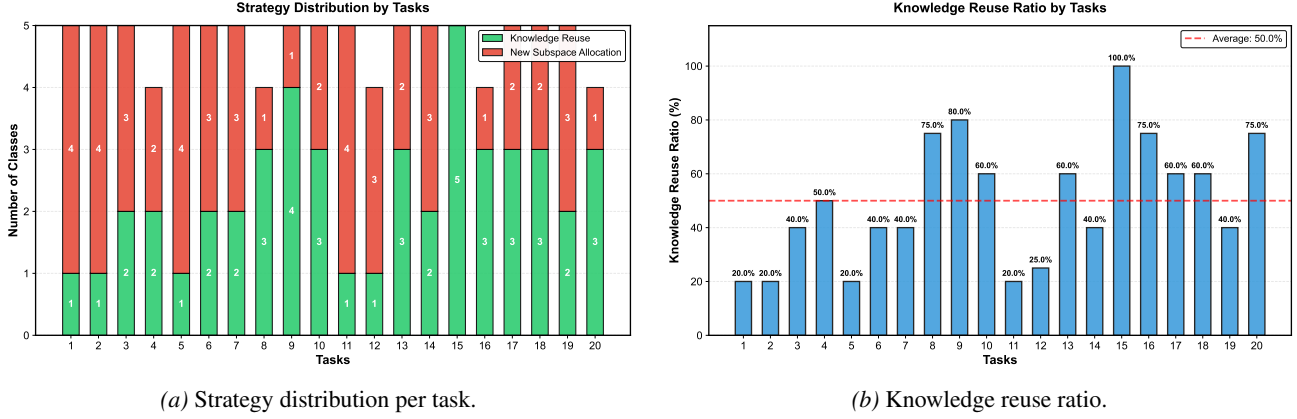 Strategy Distribution by Tasks
Knowledge Reuse
New Subspace Allocation
Number of Classes
5
4
3
2
1
0
4 4 3 2 4 3 3 1 1 2 4 3 2 3 1 2 2 3 1
1 1 2 2 1 2 2 3 4 3 1 1 3 2 5 3 3 3 2 3
1 2 3 4 5 6 7 8 9 10 11 12 13 14 15 16 17 18 19 20
Tasks
(a) Strategy distribution per task.
Knowledge Reuse Ratio by Tasks
Average: 50.0%
Knowledge Reuse Ratio (%)
100
80
60
40
20
0
20.0% 20.0% 40.0% 50.0% 20.0% 40.0% 40.0% 75.0% 80.0% 60.0% 20.0% 25.0% 60.0% 40.0% 100.0% 75.0% 60.0% 60.0% 40.0% 75.0%
1 2 3 4 5 6 7 8 9 10 11 12 13 14 15 16 17 18 19 20
Tasks
(b) Knowledge reuse ratio.